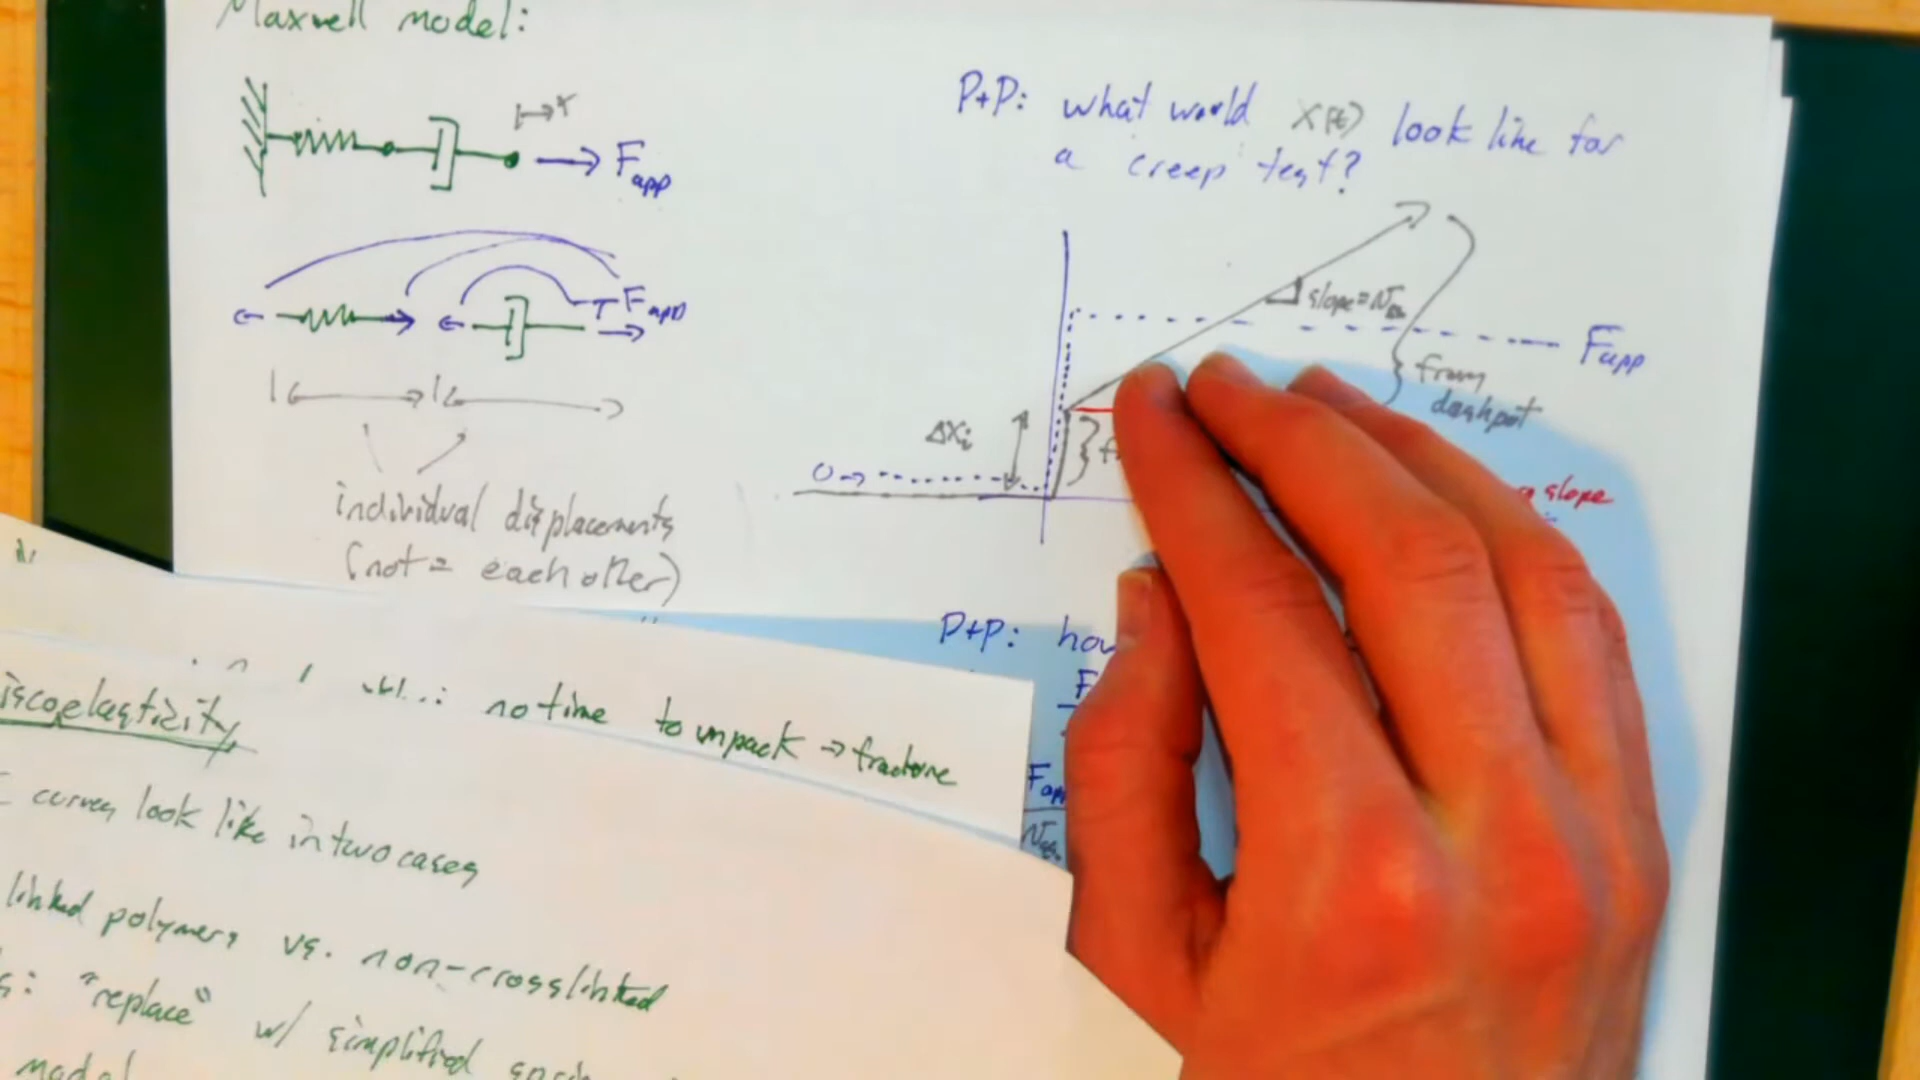 Maxwell model:
x
Fapp
Fapp
individual displacements
(not = each other)
P+P: what would x(t) look like for
a creep test?
slope =
Fapp
from
dashpot
Δxi
0→
slope
P+P: how
no time to unpack → fracture
iscoelasticity
curves look like in two cases
linked polymers vs. non-crosslinked
s: "replace" w/ simplified
model